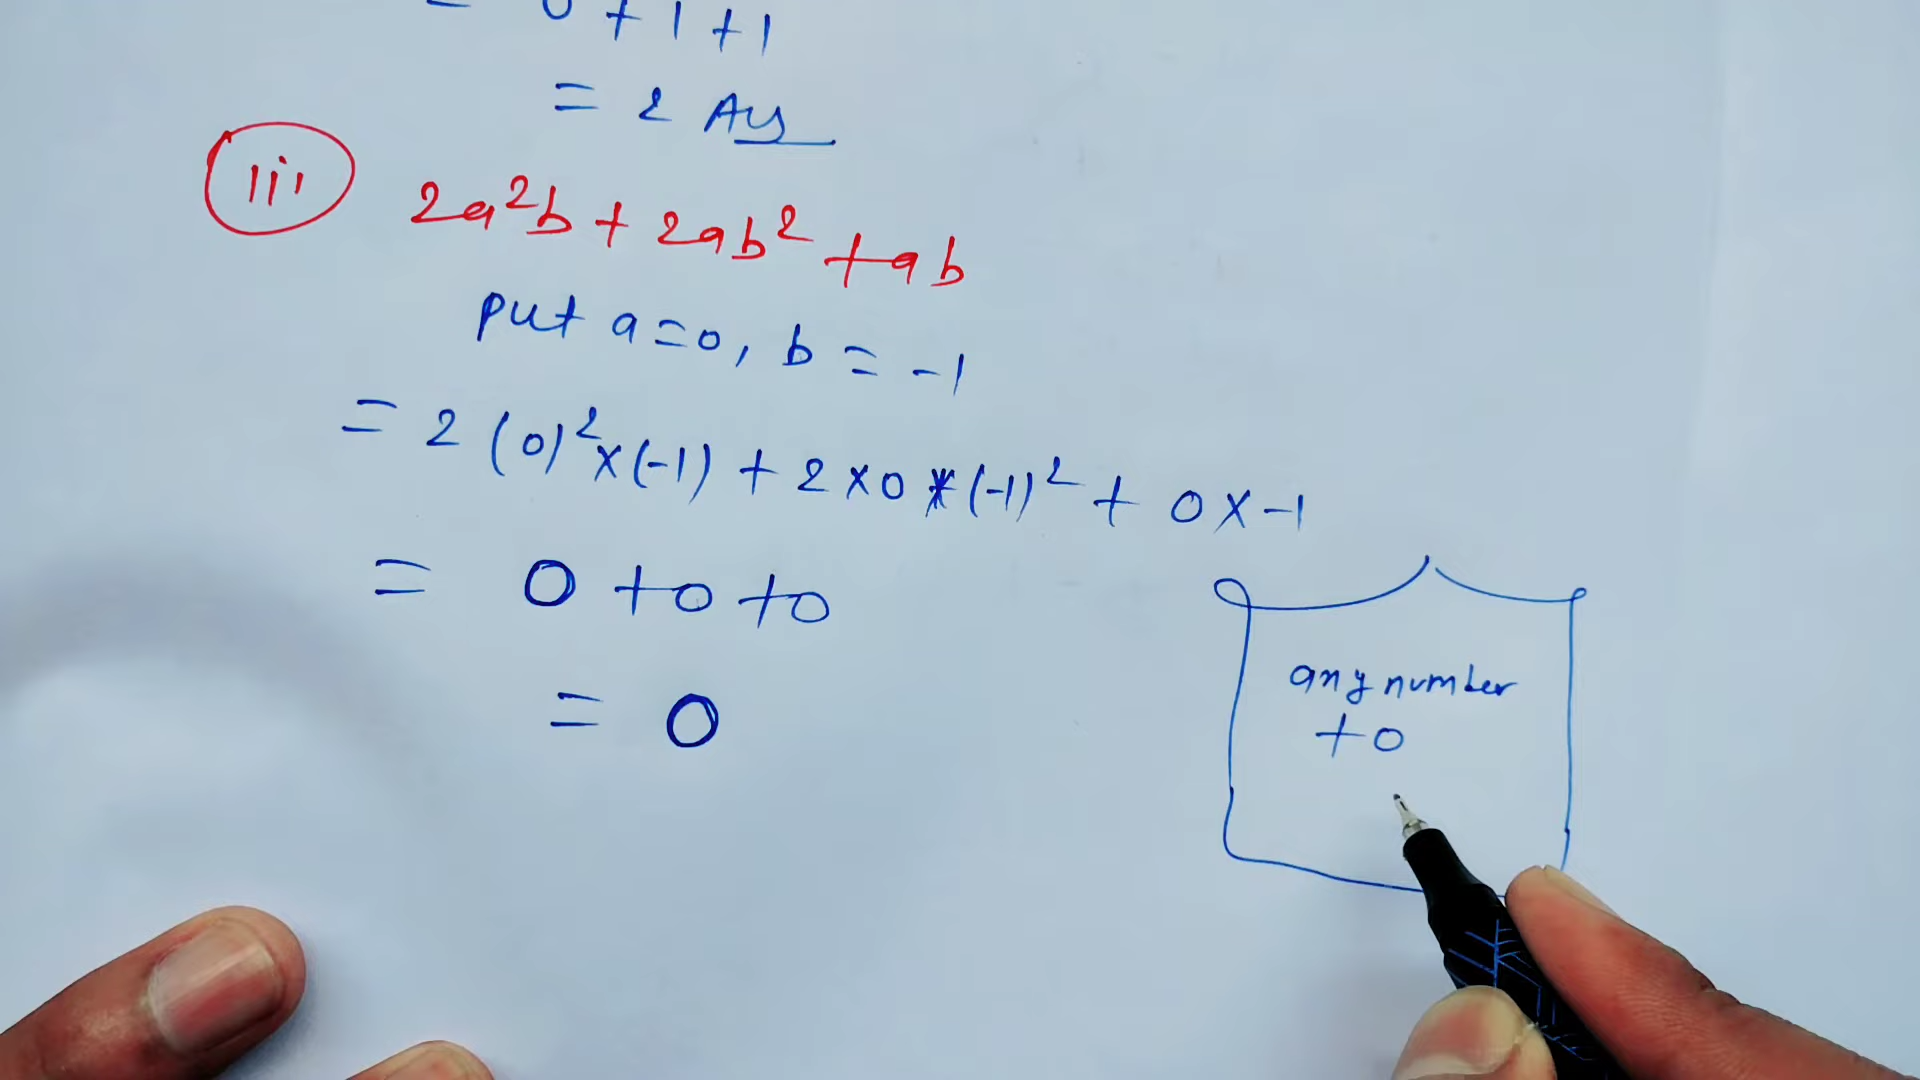 = 0 + 1 + 1
= 2 Ans
iii 2a²b + 2ab² + ab
put a = 0, b = -1
= 2 (0)² × (-1) + 2 × 0 × (-1)² + 0 × -1
= 0 + 0 + 0
= 0
any number
+ 0